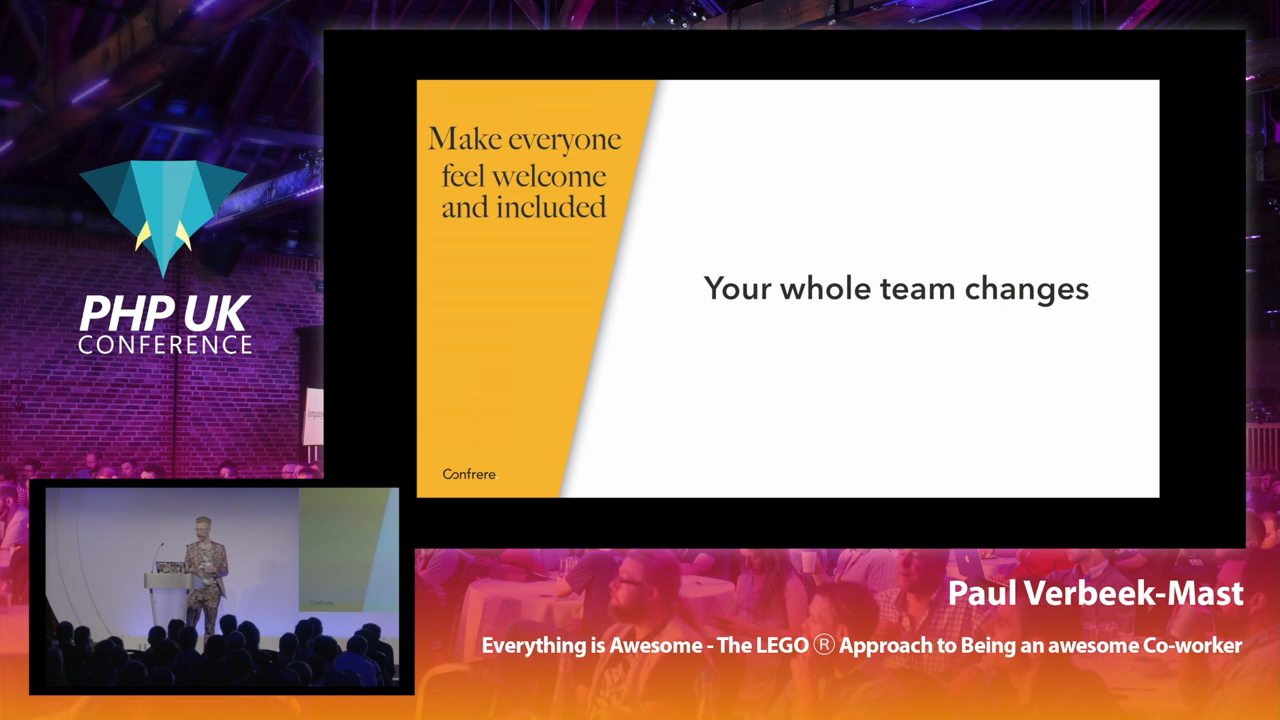 Make everyone
feel welcome
and included
Your whole team changes
Confrere
PHP UK
CONFERENCE
Confrere
Paul Verbeek-Mast
Everything is Awesome - The LEGO ® Approach to Being an awesome Co-worker